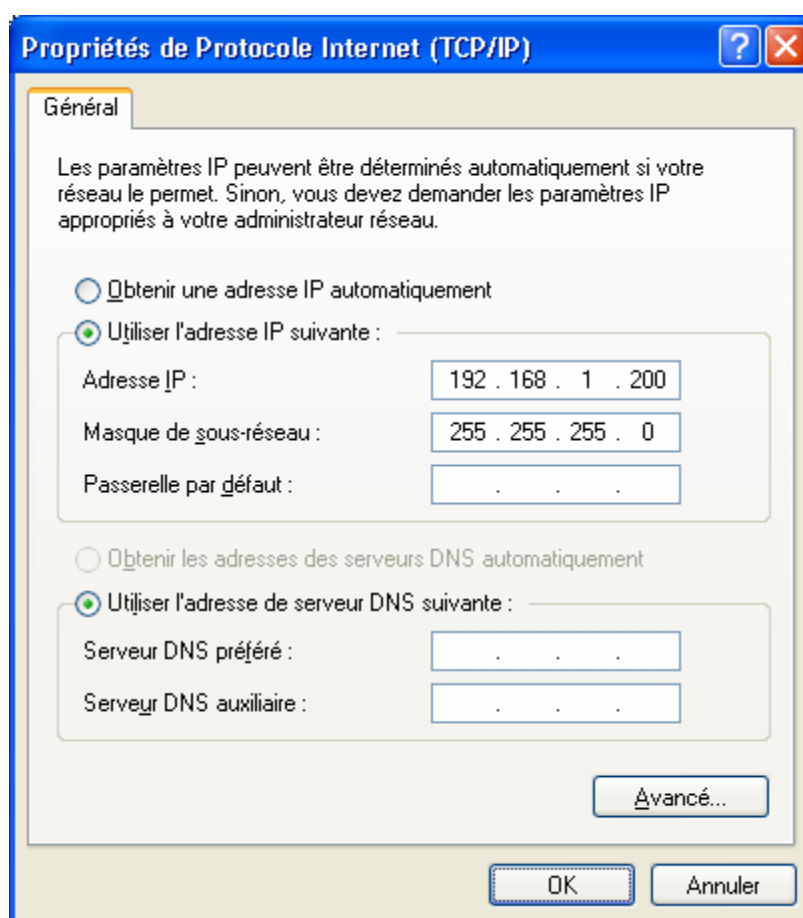 Propriétés de Protocole Internet (TCP/IP)
Général
Les paramètres IP peuvent être déterminés automatiquement si votre
réseau le permet. Sinon, vous devez demander les paramètres IP
appropriés à votre administrateur réseau.
Obtenir une adresse IP automatiquement
Utiliser l'adresse IP suivante :
Adresse IP : 192 . 168 . 1 . 200
Masque de sous-réseau : 255 . 255 . 255 . 0
Passerelle par défaut : . . .
Obtenir les adresses des serveurs DNS automatiquement
Utiliser l'adresse de serveur DNS suivante :
Serveur DNS préféré : . . .
Serveur DNS auxiliaire : . . .
Avancé...
OK Annuler